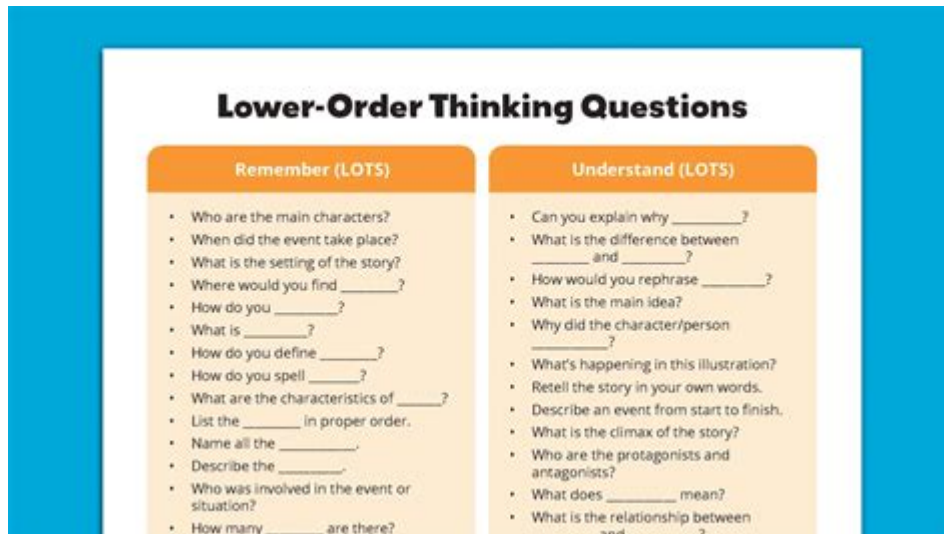 Lower-Order Thinking Questions
Remember (LOTS)
• Who are the main characters?
• When did the event take place?
• What is the setting of the story?
• Where would you find ________?
• How do you _________?
• What is _________?
• How do you define ________?
• How do you spell _______?
• What are the characteristics of ______?
• List the ________ in proper order.
• Name all the ___________.
• Describe the _________.
• Who was involved in the event or
situation?
• How many ________ are there?
Understand (LOTS)
• Can you explain why __________?
• What is the difference between
________ and _________?
• How would you rephrase _________?
• What is the main idea?
• Why did the character/person
___________?
• What's happening in this illustration?
• Retell the story in your own words.
• Describe an event from start to finish.
• What is the climax of the story?
• Who are the protagonists and
antagonists?
• What does __________ mean?
• What is the relationship between
________ and _________?